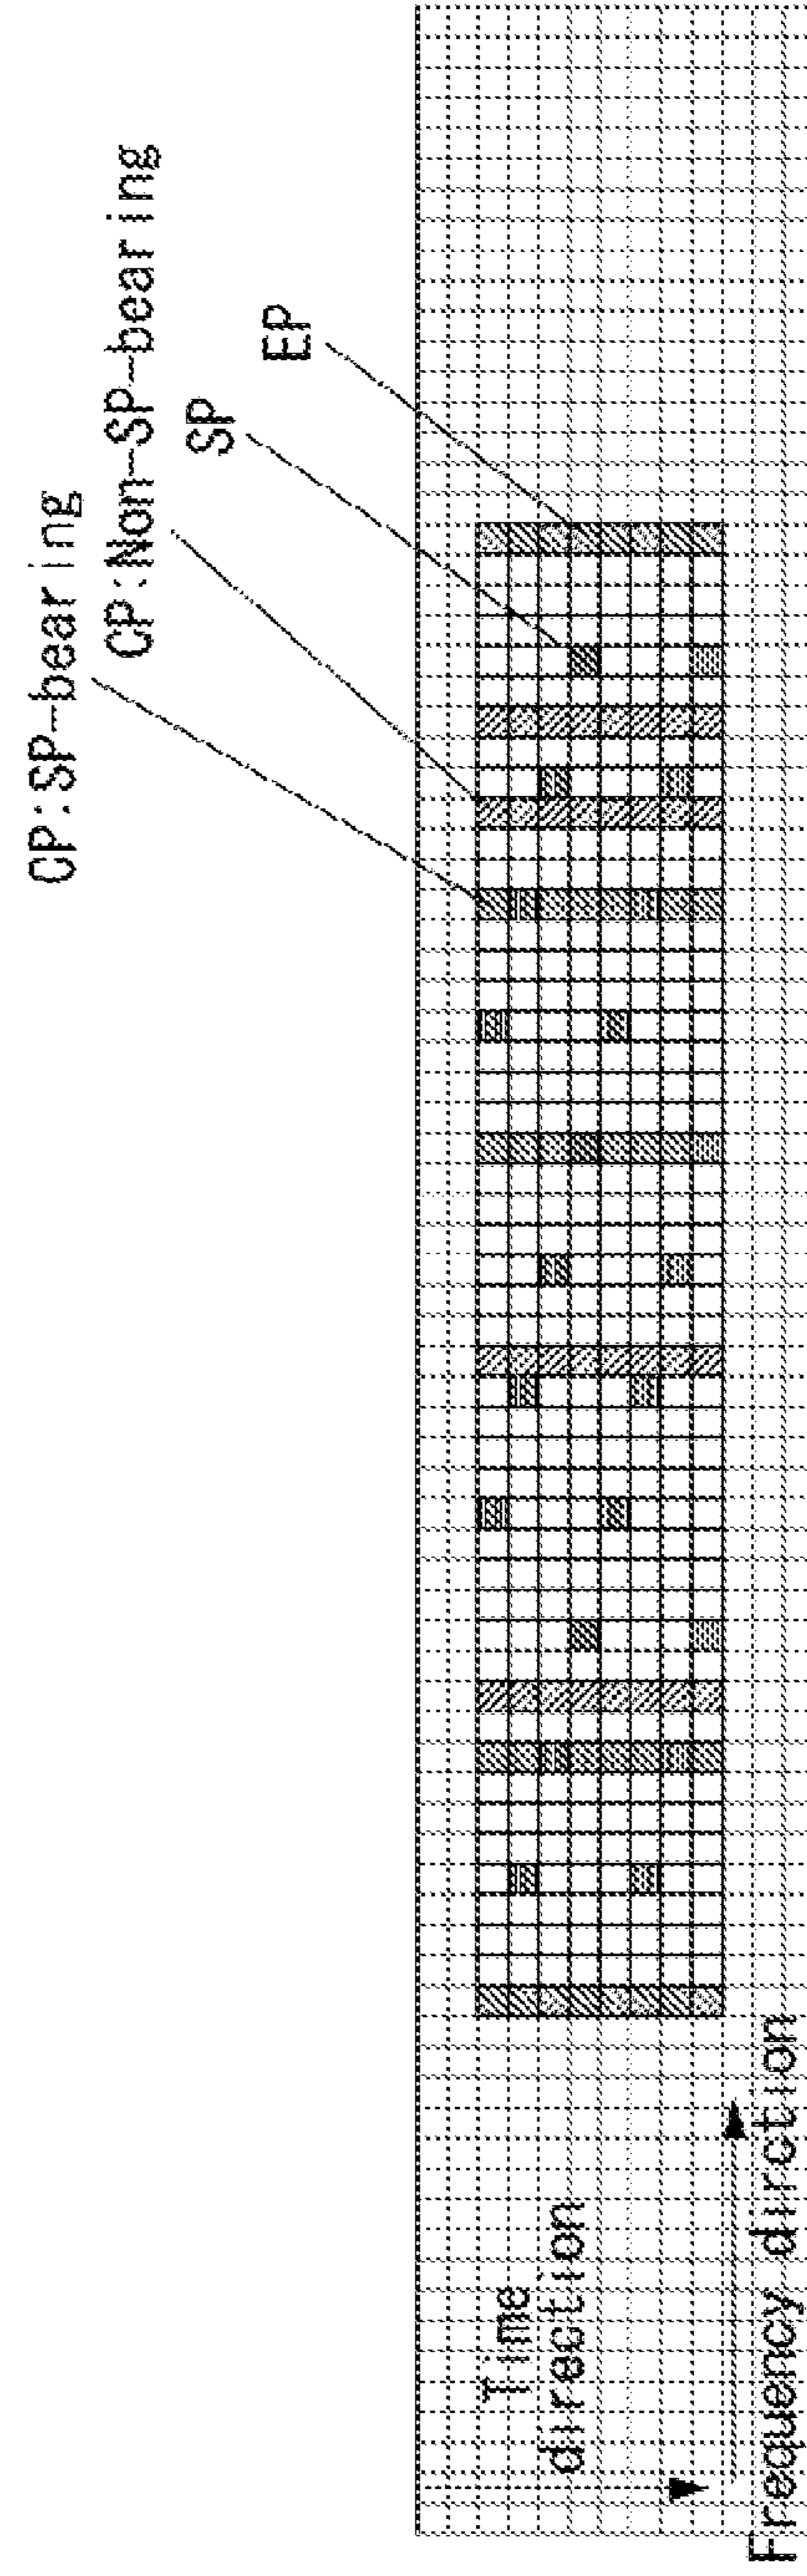 CP:SP-bearing
CP:Non-SP-bearing
SP
EP
Time
direction
Frequency direction